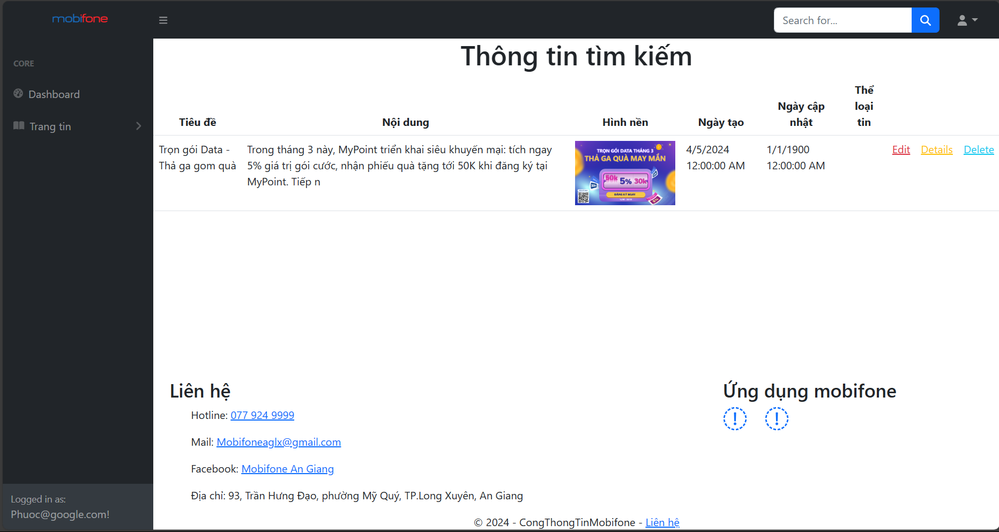 mobifone
Search for...
CORE
Dashboard
Trang tin
Thông tin tìm kiếm
Tiêu đề
Nội dung
Hình nền
Ngày tạo
Ngày cập
nhật
Thể
loại
tin
Trọn gói Data -
Thả ga gom quà
Trong tháng 3 này, MyPoint triển khai siêu khuyến mại: tích ngay
5% giá trị gói cước, nhận phiếu quà tặng tới 50K khi đăng ký tại
MyPoint. Tiếp n
TRỌN GÓI DATA THÁNG 3
THẢ GA QUÀ MAY MẮN
50k 5% 30k
ĐĂNG KÝ NGAY
4/5/2024
12:00:00 AM
1/1/1900
12:00:00 AM
Edit
Details
Delete
Liên hệ
Hotline: 077 924 9999
Mail: Mobifoneaglx@gmail.com
Facebook: Mobifone An Giang
Địa chỉ: 93, Trần Hưng Đạo, phường Mỹ Quý, TP.Long Xuyên, An Giang
Ứng dụng mobifone
© 2024 - CongThongTinMobifone - Liên hệ
Logged in as:
Phuoc@google.com!